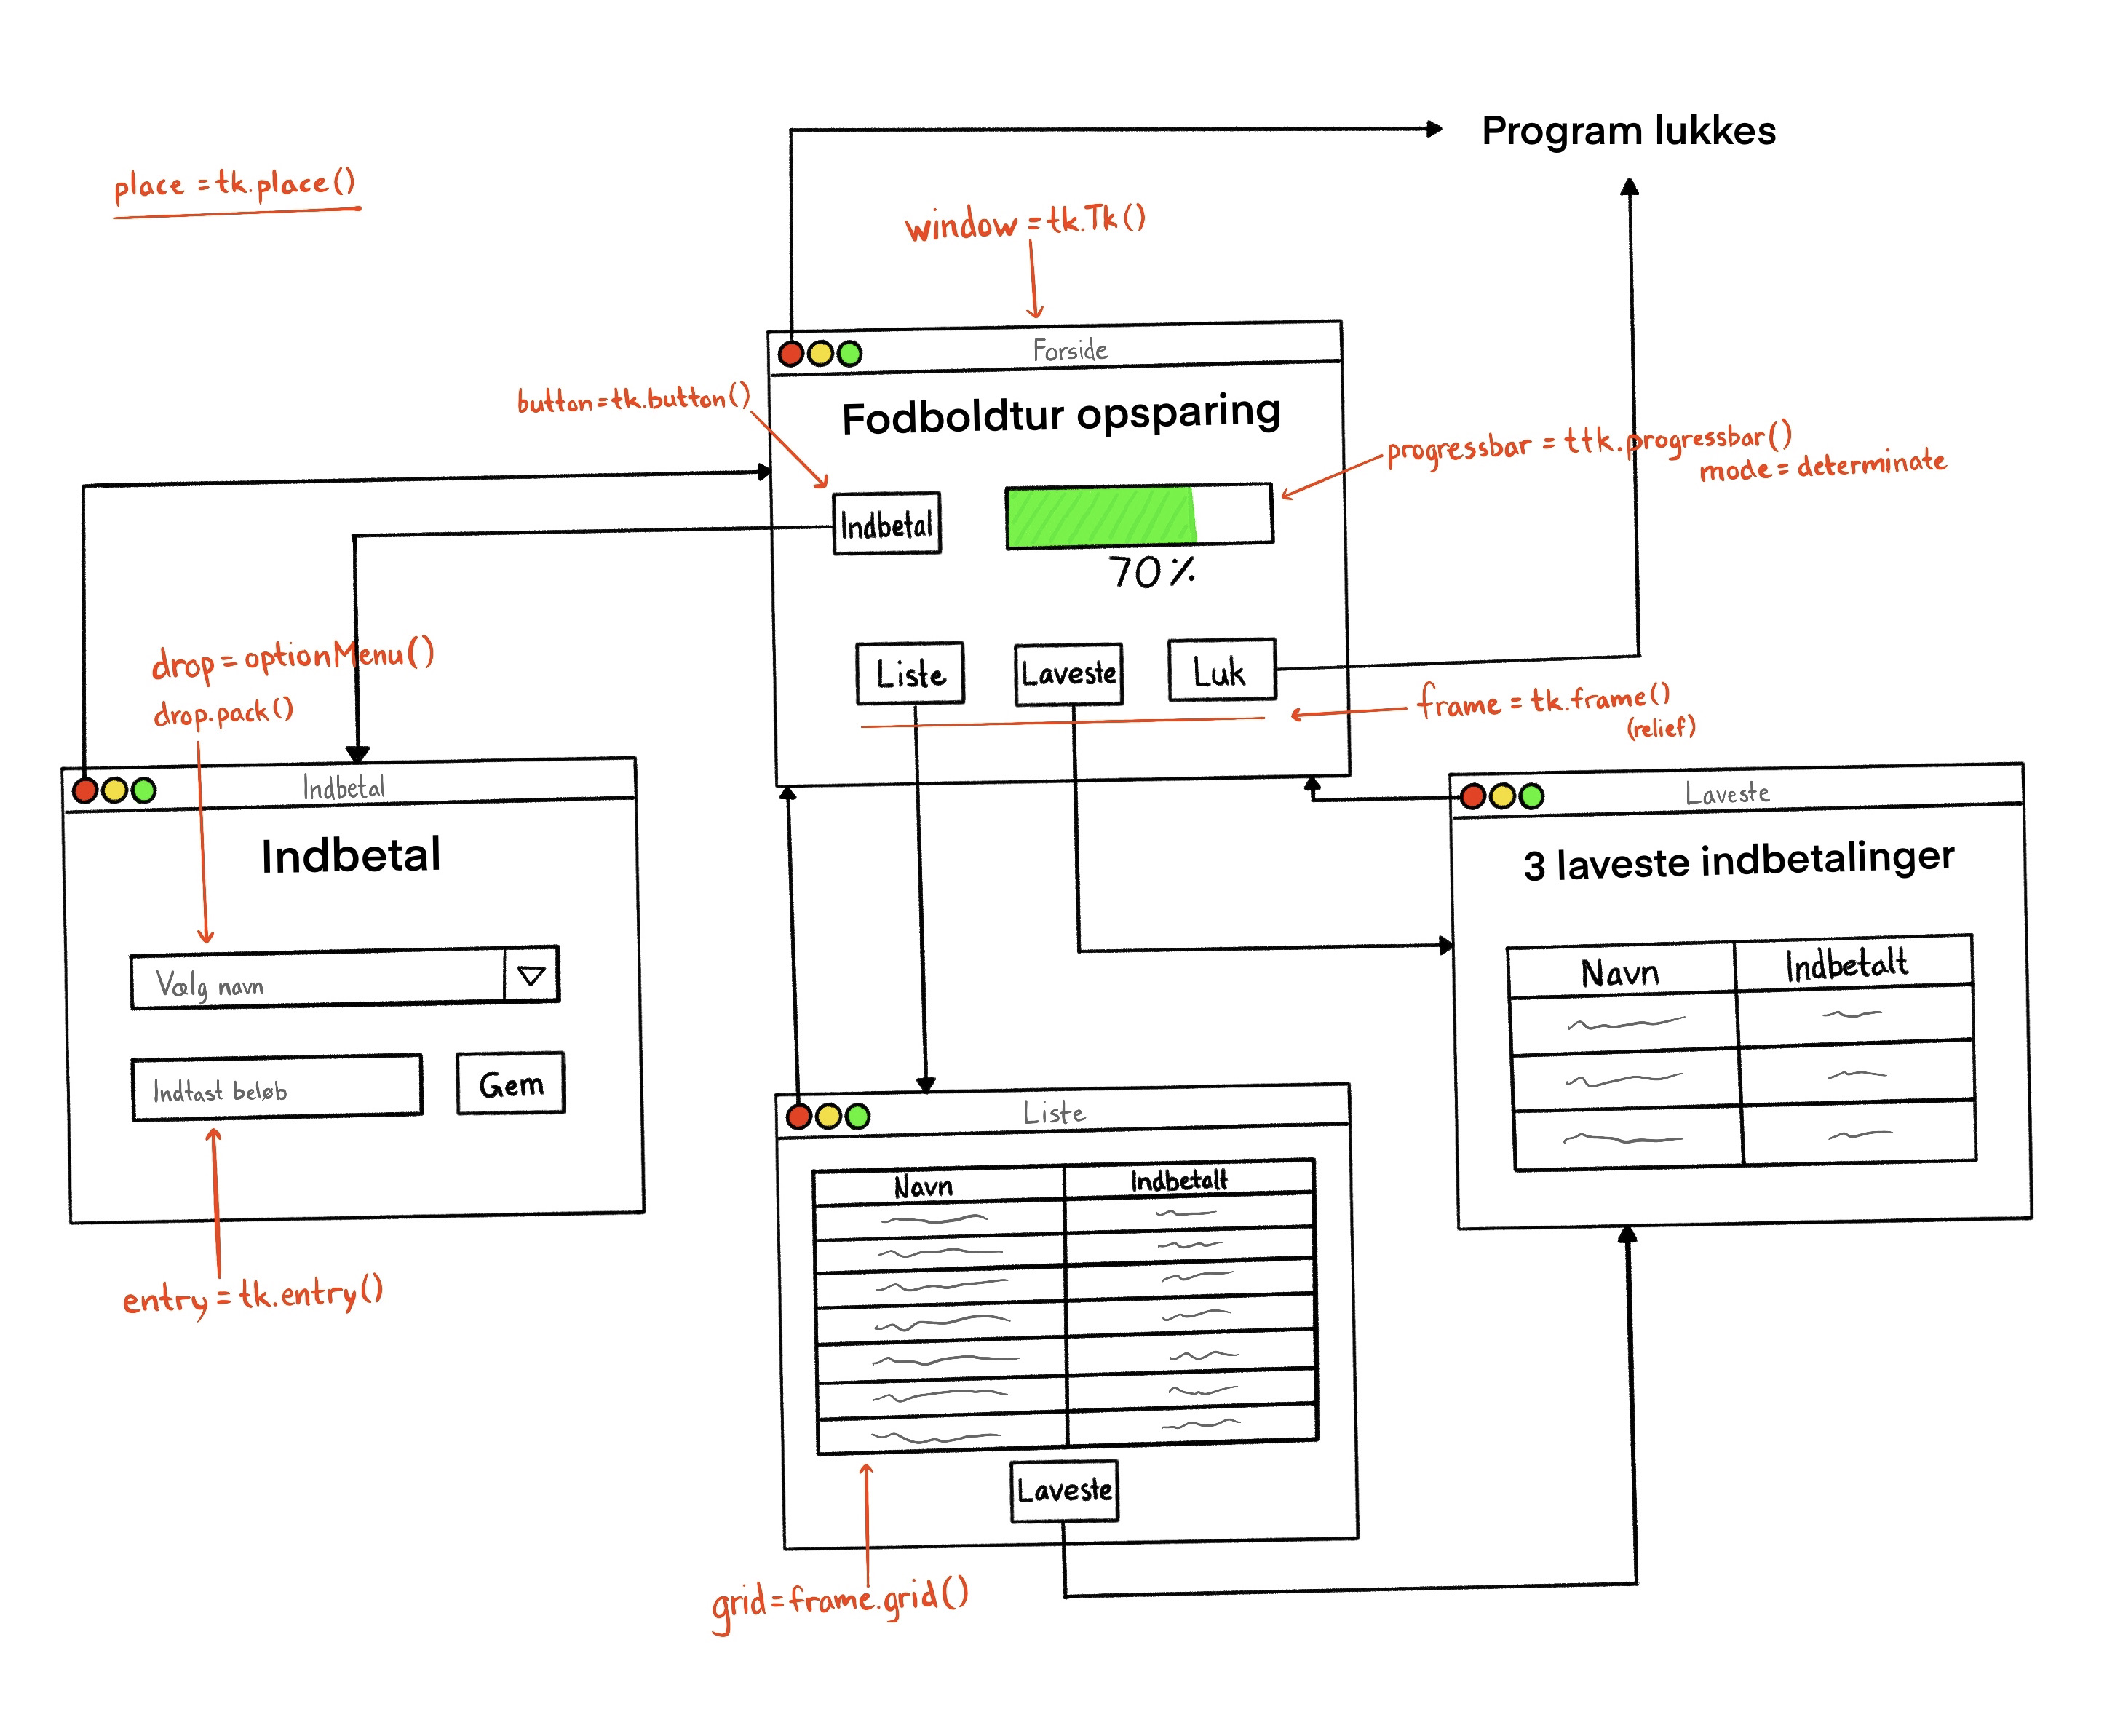 Program lukkes
place = tk.place()
window = tk.Tk()
Forside
button = tk.button()
Fodboldtur opsparing
progressbar = ttk.progressbar()
mode = determinate
Indbetal
70%
drop = optionMenu()
drop.pack()
Liste
Laveste
Luk
frame = tk.frame()
(relief)
Indbetal
Indbetal
Vælg navn
Indtast beløb
Gem
entry = tk.entry()
Laveste
3 laveste indbetalinger
Navn
Indbetalt
Liste
Navn
Indbetalt
Laveste
grid = frame.grid()